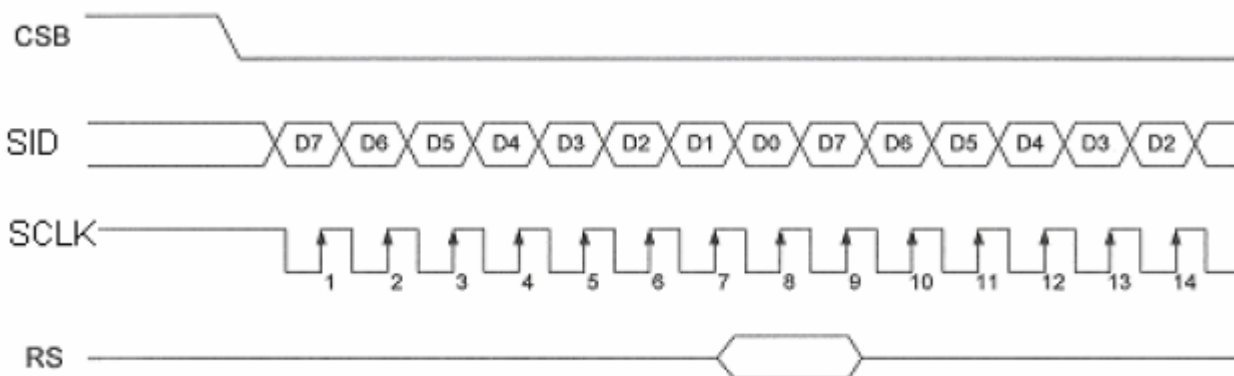 CSB
SID D7 D6 D5 D4 D3 D2 D1 D0 D7 D6 D5 D4 D3 D2
SCLK
1 2 3 4 5 6 7 8 9 10 11 12 13 14
RS